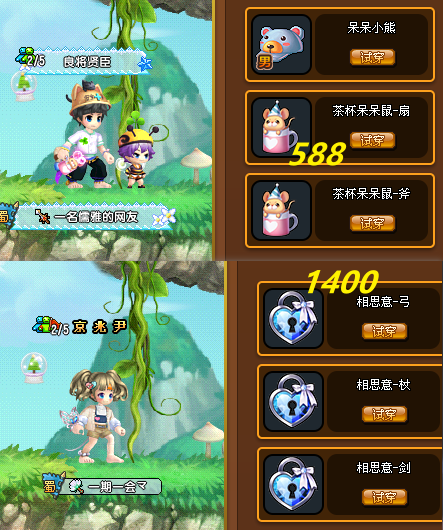 2/5
良将贤臣
蜀
一名儒雅的网友
呆呆小熊
男
试穿
茶杯呆呆鼠-扇
试穿
588
茶杯呆呆鼠-斧
试穿
2/5
京兆尹
蜀
一期一会マ
1400
相思意-弓
试穿
相思意-杖
试穿
相思意-剑
试穿